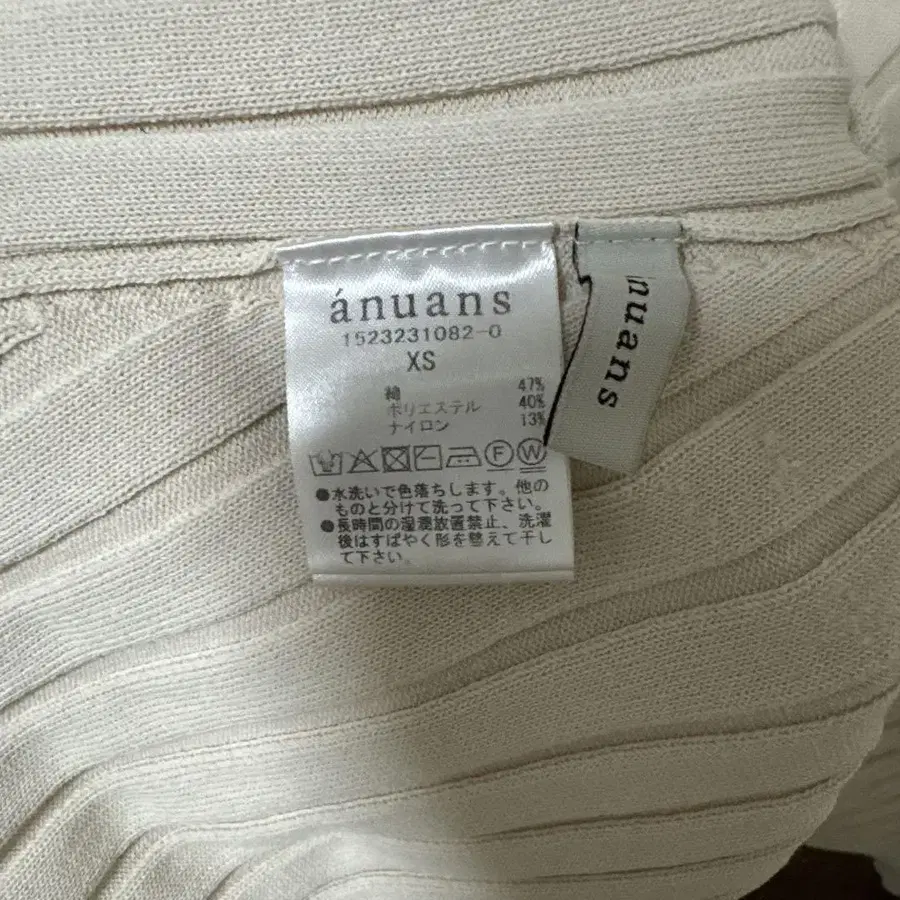 ánuans
1523231082-0
XS
綿 47%
ポリエステル 40%
ナイロン 13%
F W
●水洗いで色落ちします。他の
ものと分けて洗って下さい。
●長時間の湿潤放置禁止、洗濯
後はすばやく形を整えて干し
て下さい。
nuans